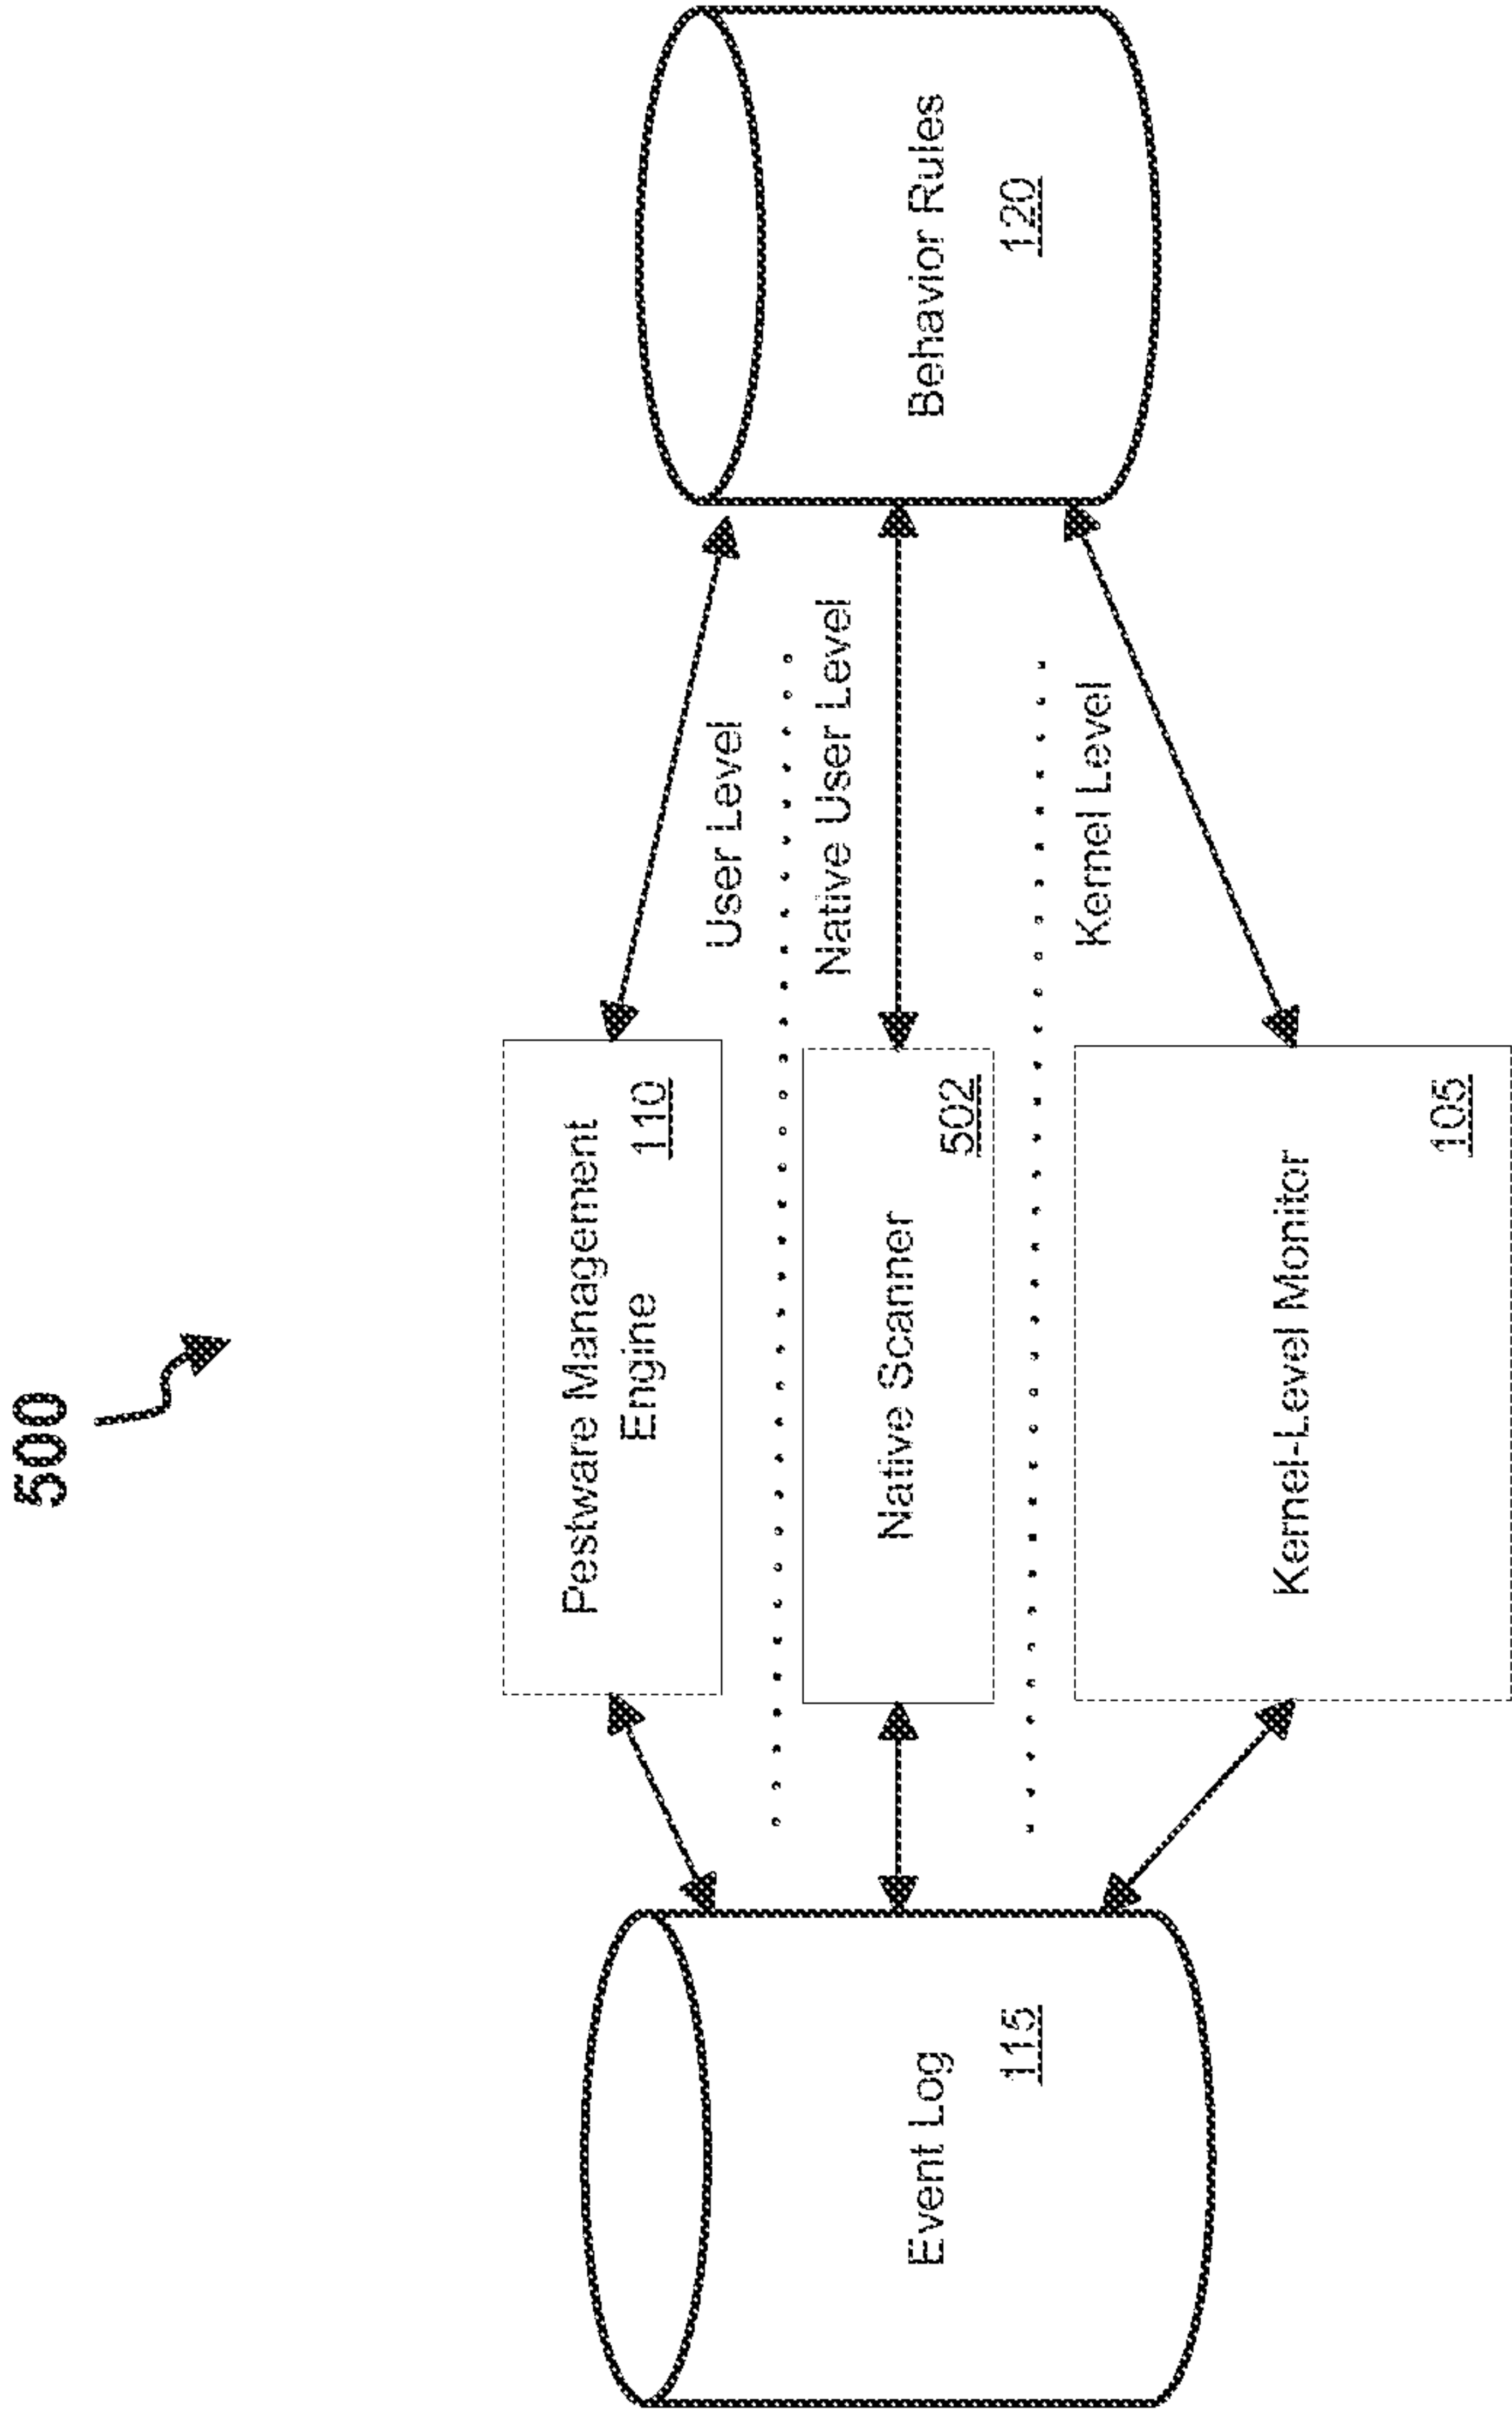 500
Pestware Management
Engine
110
User Level
Native User Level
Native Scanner
502
Event Log
115
Behavior Rules
120
Kernel Level
Kernel-Level Monitor
105